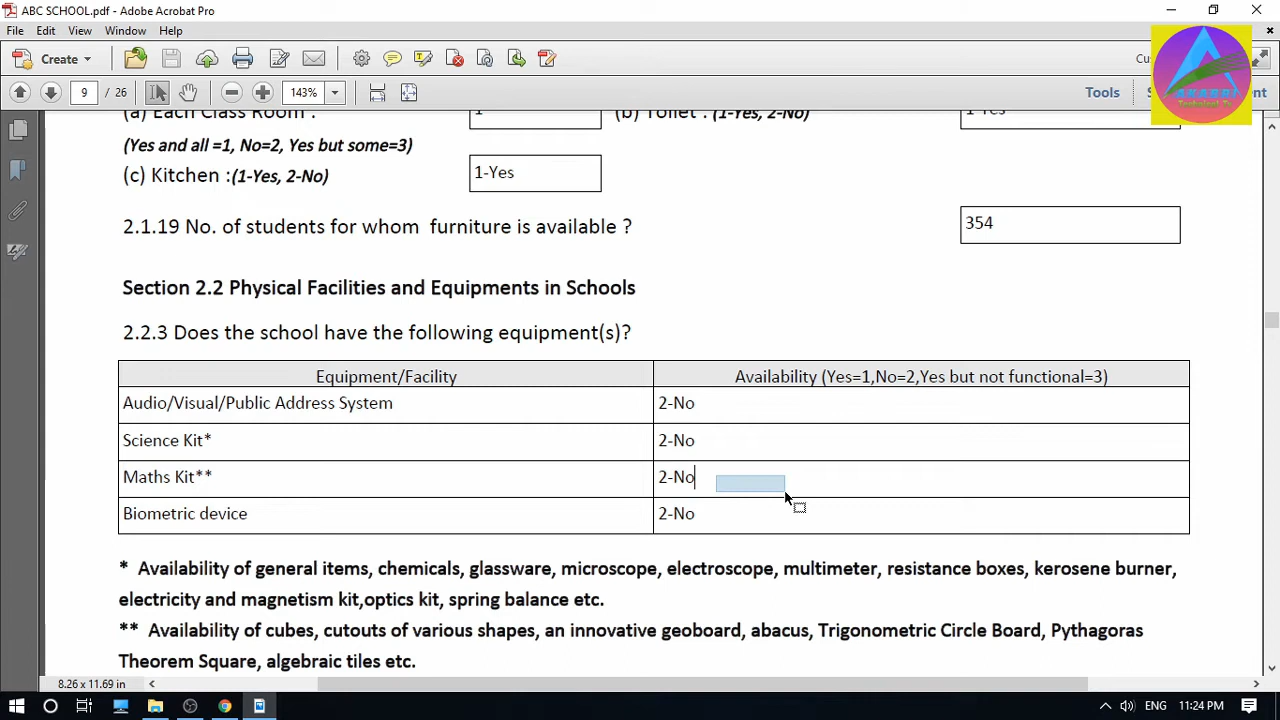 ABC SCHOOL.pdf - Adobe Acrobat Pro
File Edit View Window Help
Create
9 / 26 143% Tools
(a) Each Class Room : 1 (b) Toilet : (1-Yes, 2-No) 1-Yes
(Yes and all =1, No=2, Yes but some=3)
(c) Kitchen :(1-Yes, 2-No) 1-Yes
2.1.19 No. of students for whom furniture is available ? 354
Section 2.2 Physical Facilities and Equipments in Schools
2.2.3 Does the school have the following equipment(s)?
Equipment/Facility Availability (Yes=1,No=2,Yes but not functional=3)
Audio/Visual/Public Address System 2-No
Science Kit* 2-No
Maths Kit** 2-No
Biometric device 2-No
* Availability of general items, chemicals, glassware, microscope, electroscope, multimeter, resistance boxes, kerosene burner,
electricity and magnetism kit,optics kit, spring balance etc.
** Availability of cubes, cutouts of various shapes, an innovative geoboard, abacus, Trigonometric Circle Board, Pythagoras
Theorem Square, algebraic tiles etc.
8.26 x 11.69 in
ENG 11:24 PM